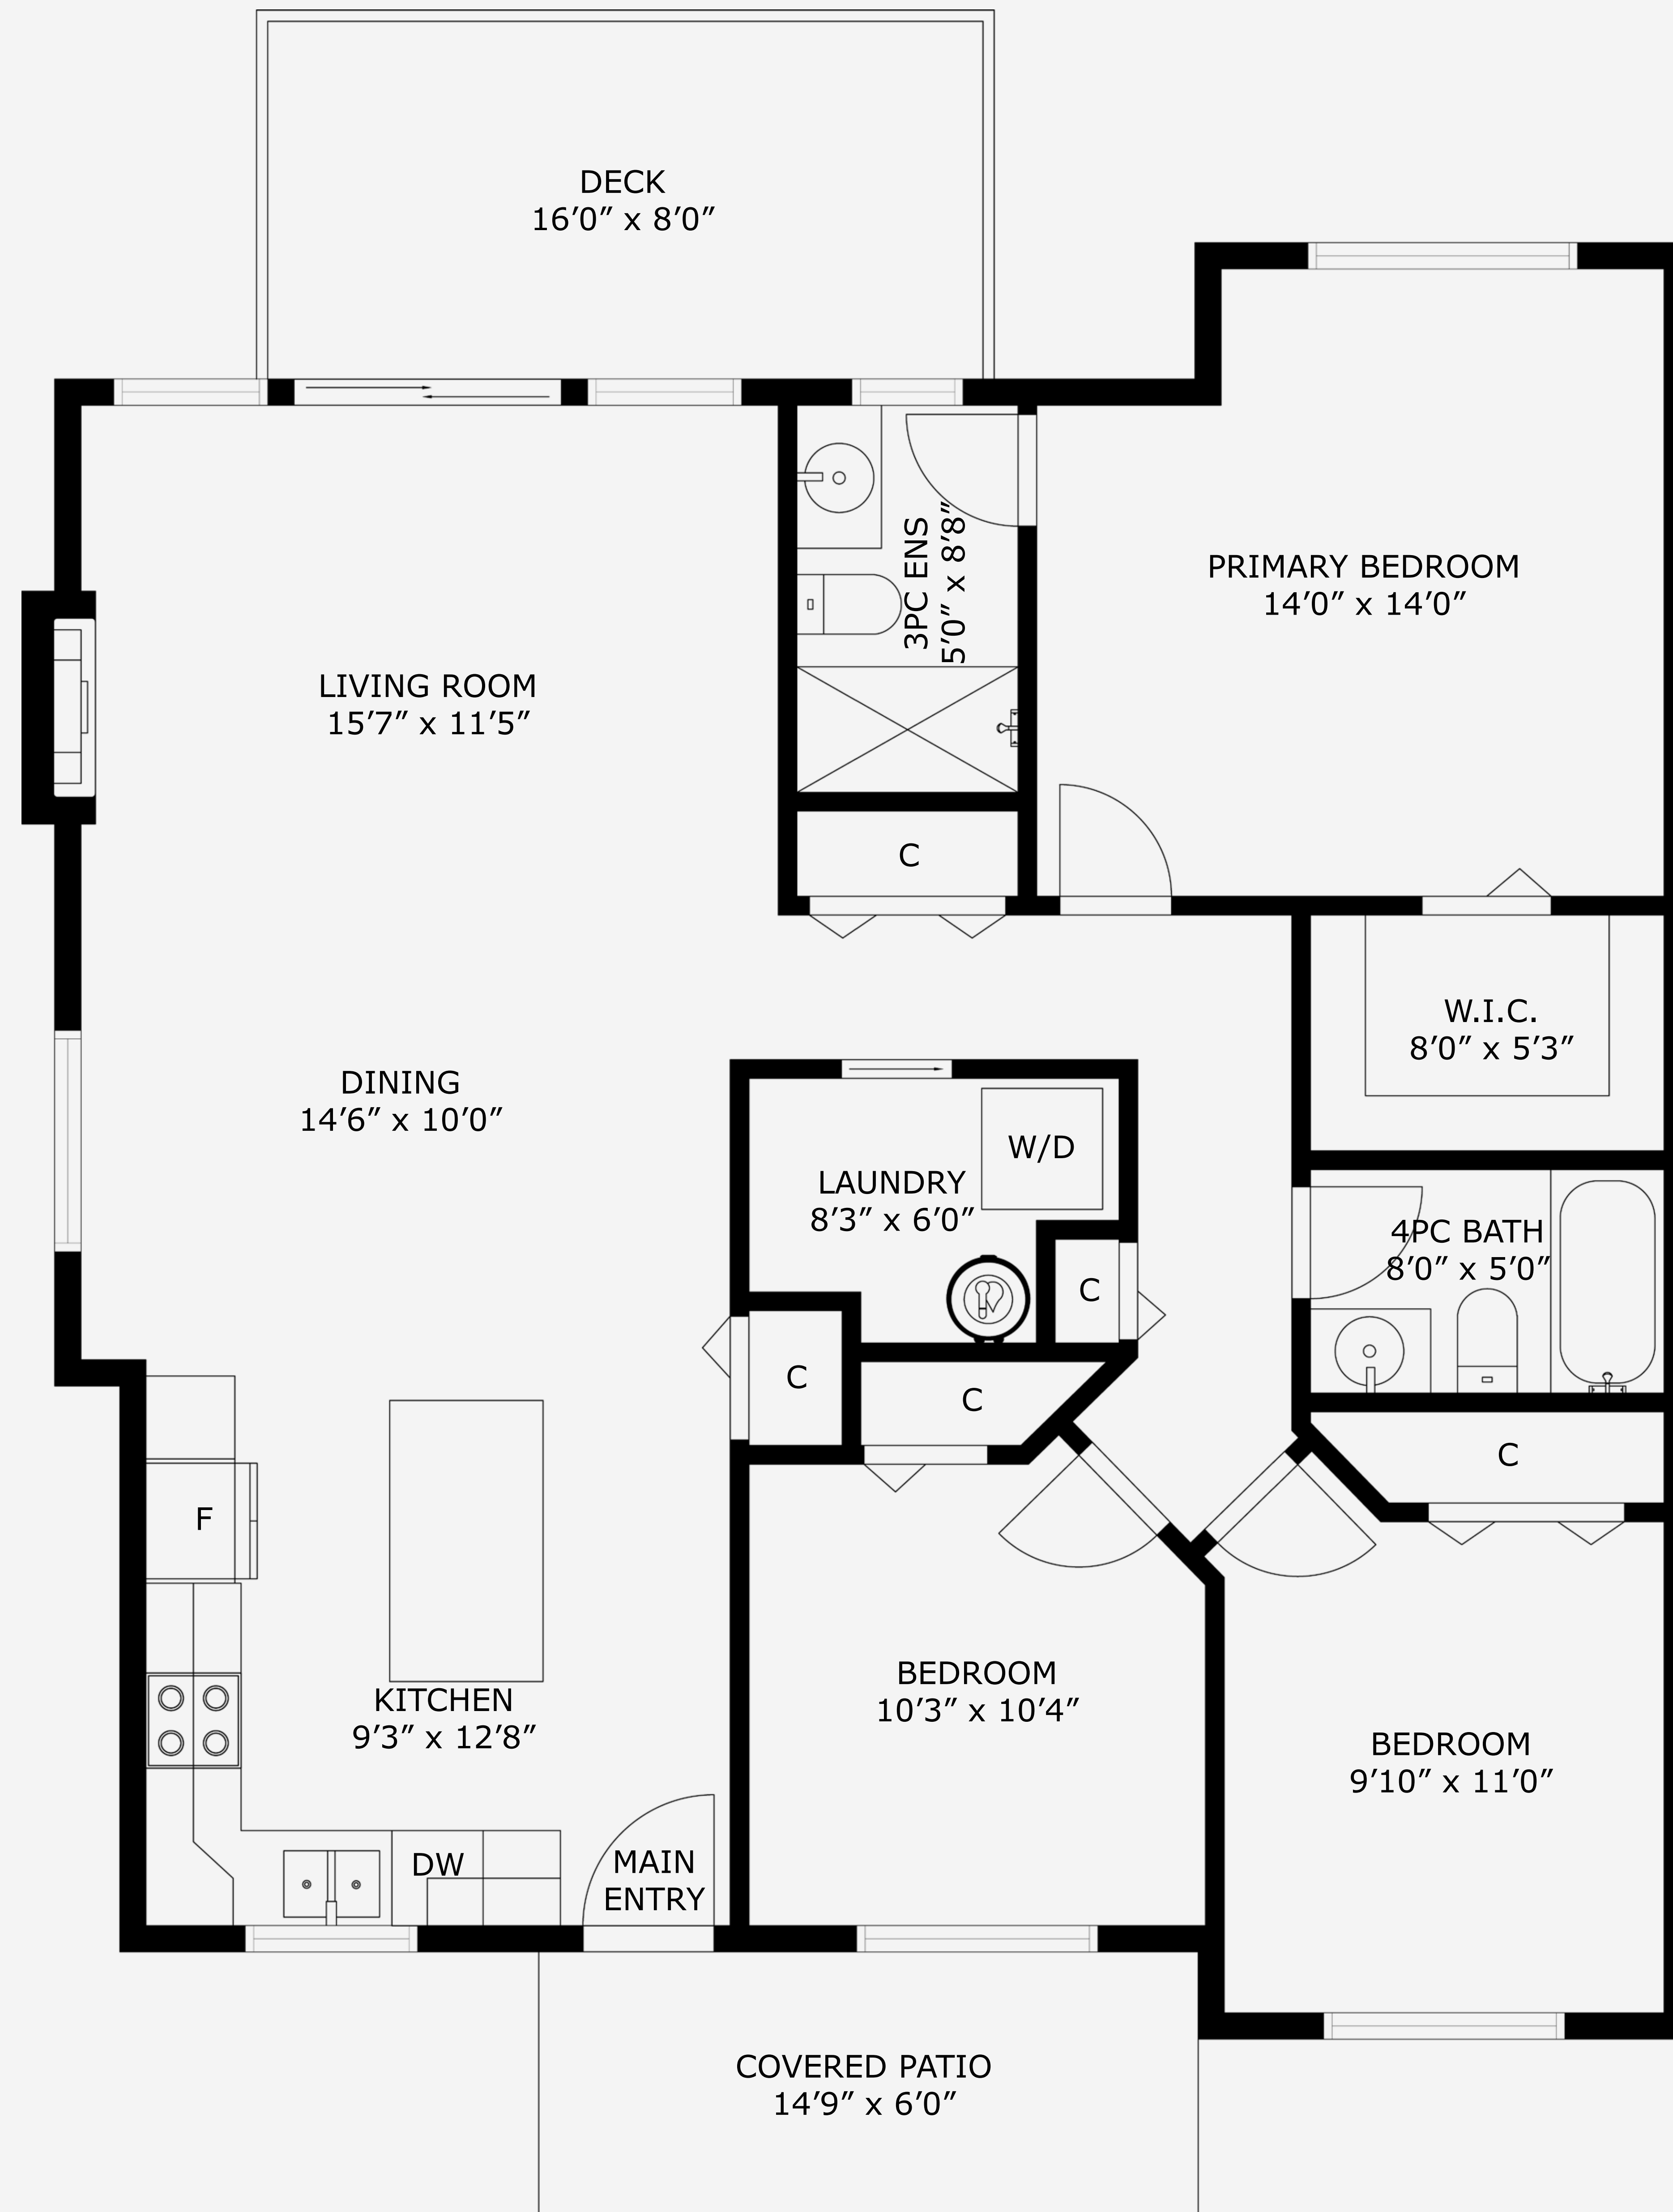 DECK
16’0” x 8’0”
3PC ENS
5’0” x 8’8”
PRIMARY BEDROOM
14’0” x 14’0”
LIVING ROOM
15’7” x 11’5”
C
W.I.C.
8’0” x 5’3”
DINING
14’6” x 10’0”
W/D
LAUNDRY
8’3” x 6’0”
4PC BATH
8’0” x 5’0”
C
C
C
C
F
BEDROOM
10’3” x 10’4”
KITCHEN
9’3” x 12’8”
BEDROOM
9’10” x 11’0”
DW
MAIN
ENTRY
COVERED PATIO
14’9” x 6’0”